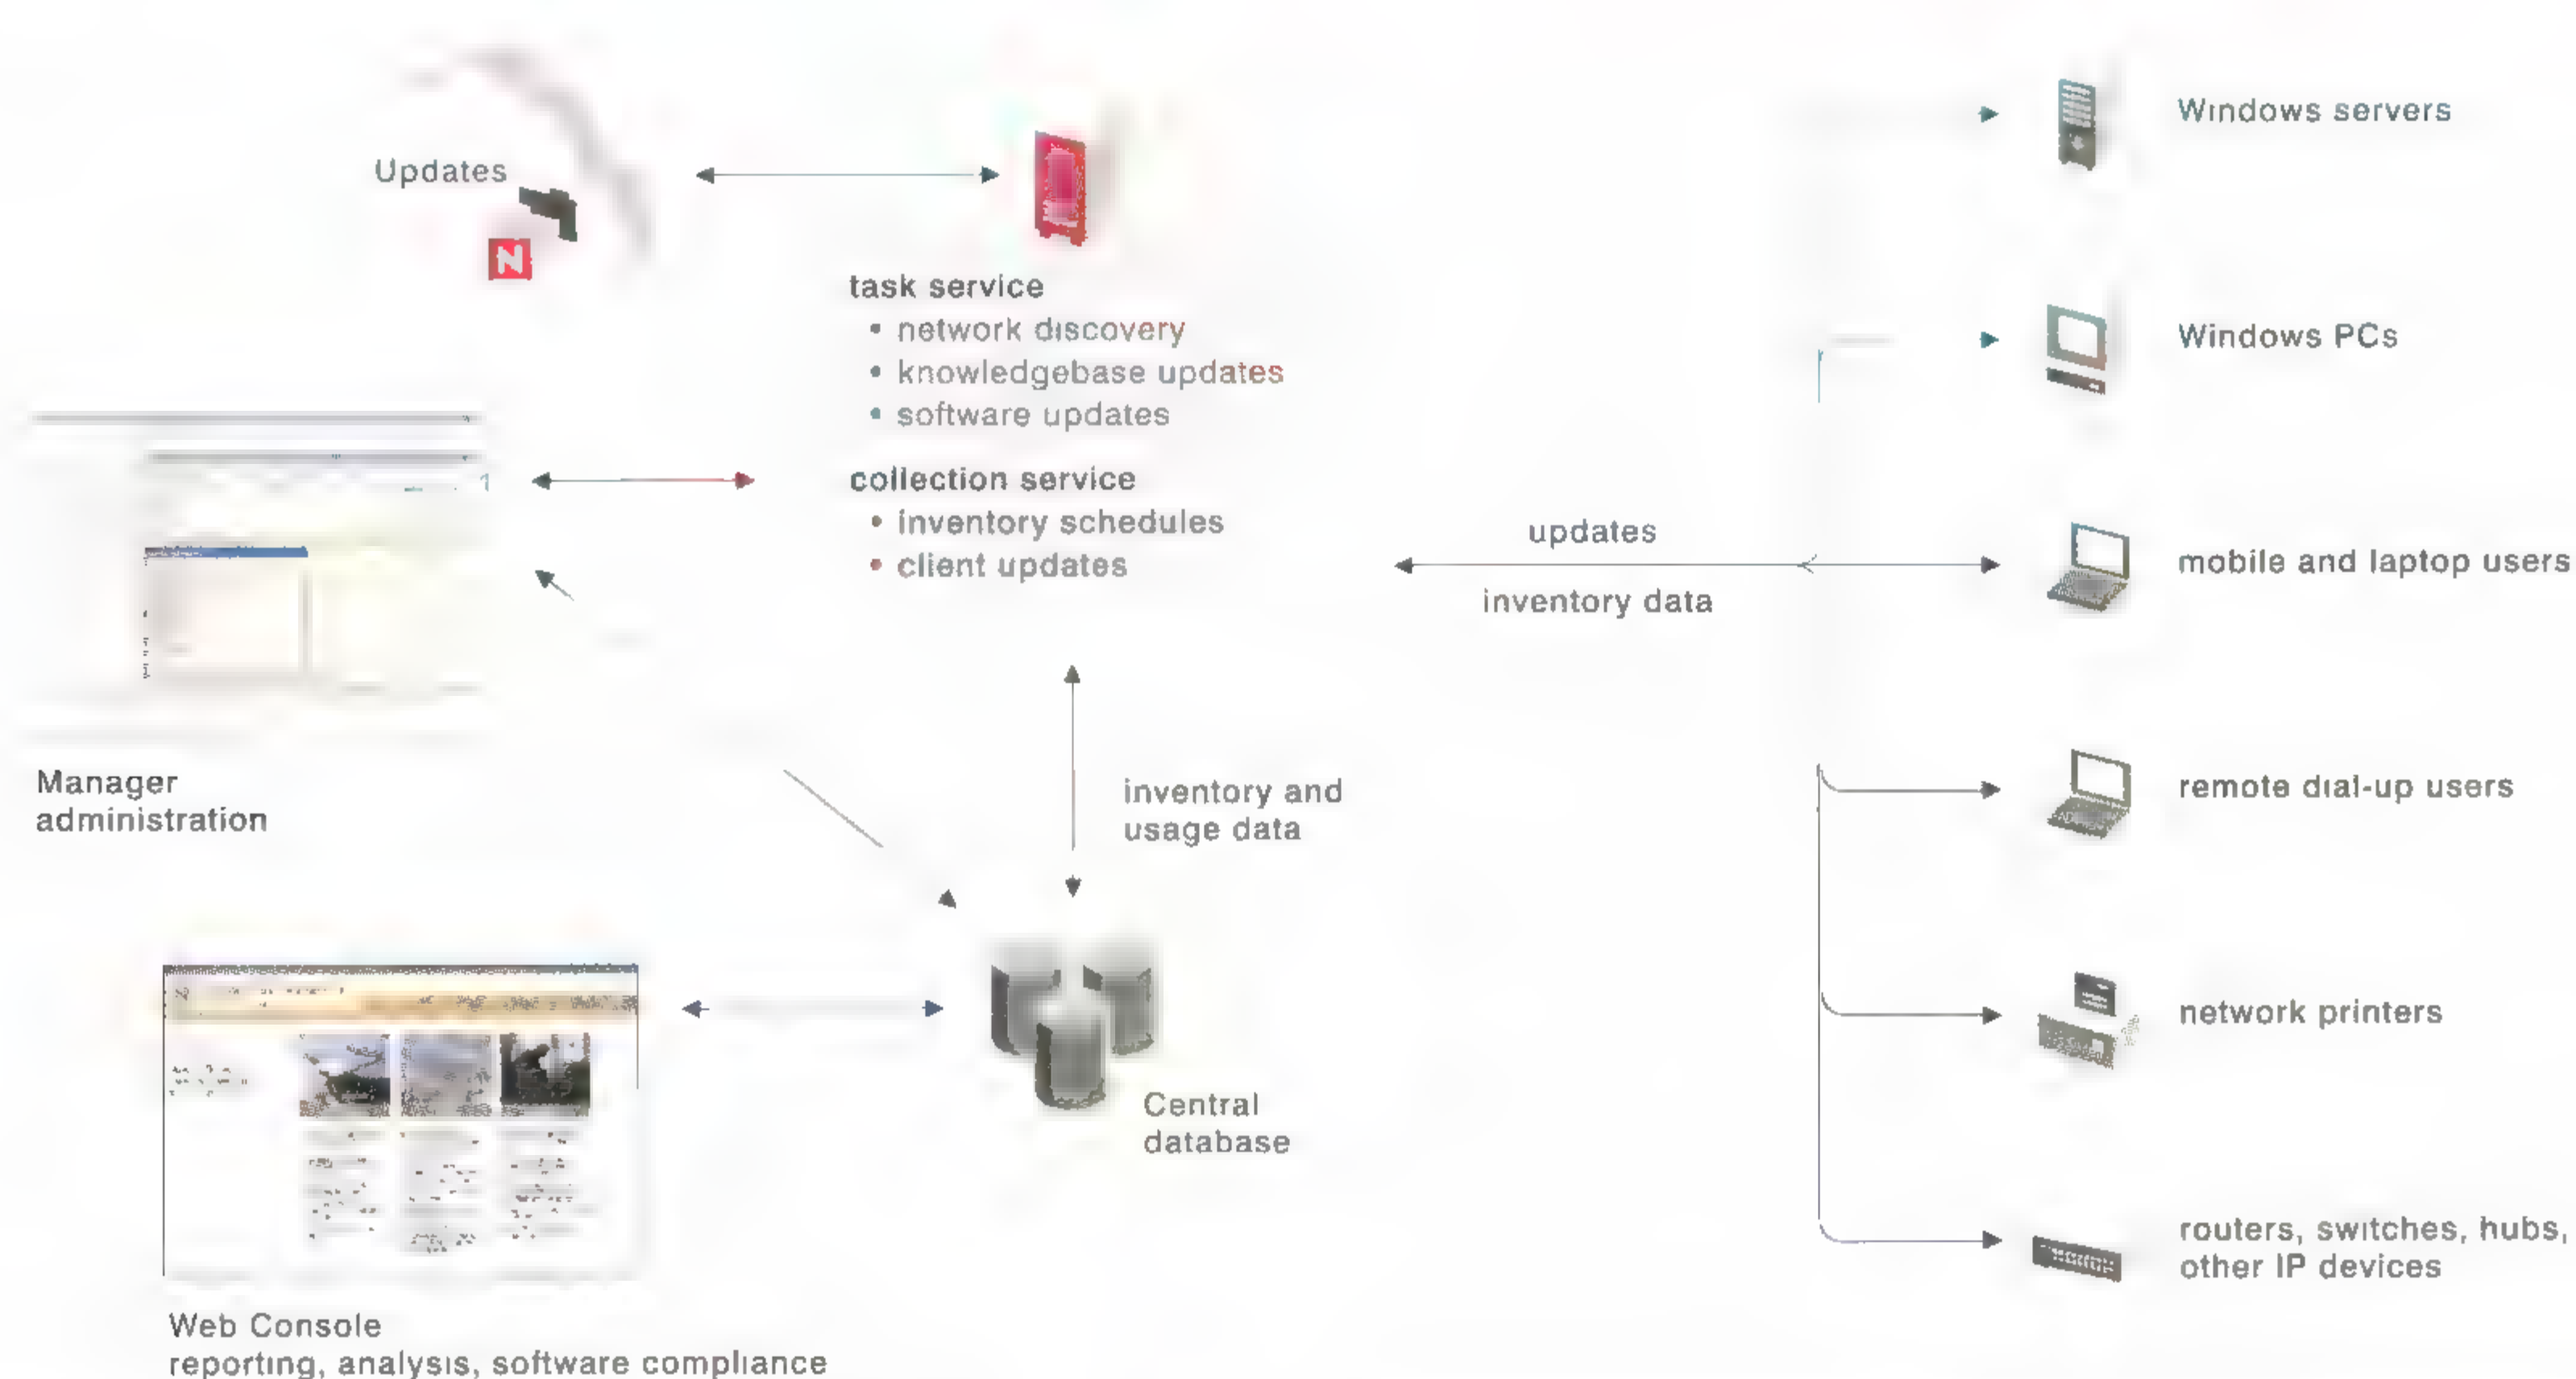 Updates
N
task service
• network discovery
• knowledgebase updates
• software updates
collection service
• inventory schedules
• client updates
Manager
administration
inventory and
usage data
Central
database
Web Console
reporting, analysis, software compliance
updates
inventory data
Windows servers
Windows PCs
mobile and laptop users
remote dial-up users
network printers
routers, switches, hubs,
other IP devices